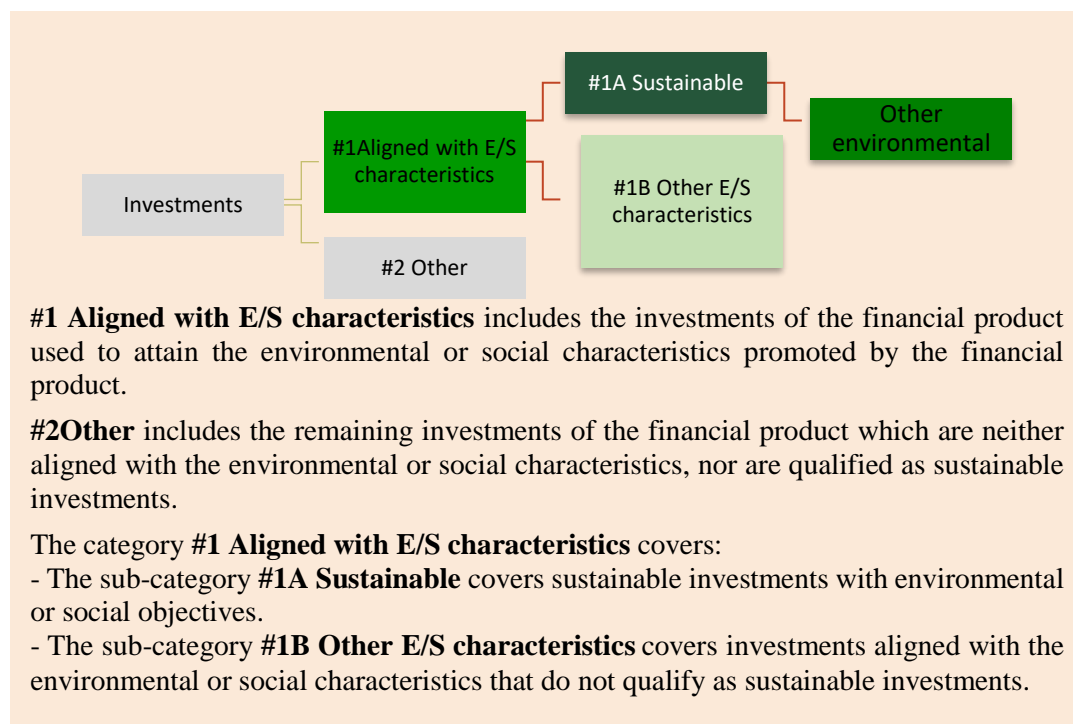 #1A Sustainable
Other
environmental
#1Aligned with E/S
characteristics
#1B Other E/S
characteristics
Investments
#2 Other
#1 Aligned with E/S characteristics includes the investments of the financial product
used to attain the environmental or social characteristics promoted by the financial
product.
#2Other includes the remaining investments of the financial product which are neither
aligned with the environmental or social characteristics, nor are qualified as sustainable
investments.
The category #1 Aligned with E/S characteristics covers:
- The sub-category #1A Sustainable covers sustainable investments with environmental
or social objectives.
- The sub-category #1B Other E/S characteristics covers investments aligned with the
environmental or social characteristics that do not qualify as sustainable investments.